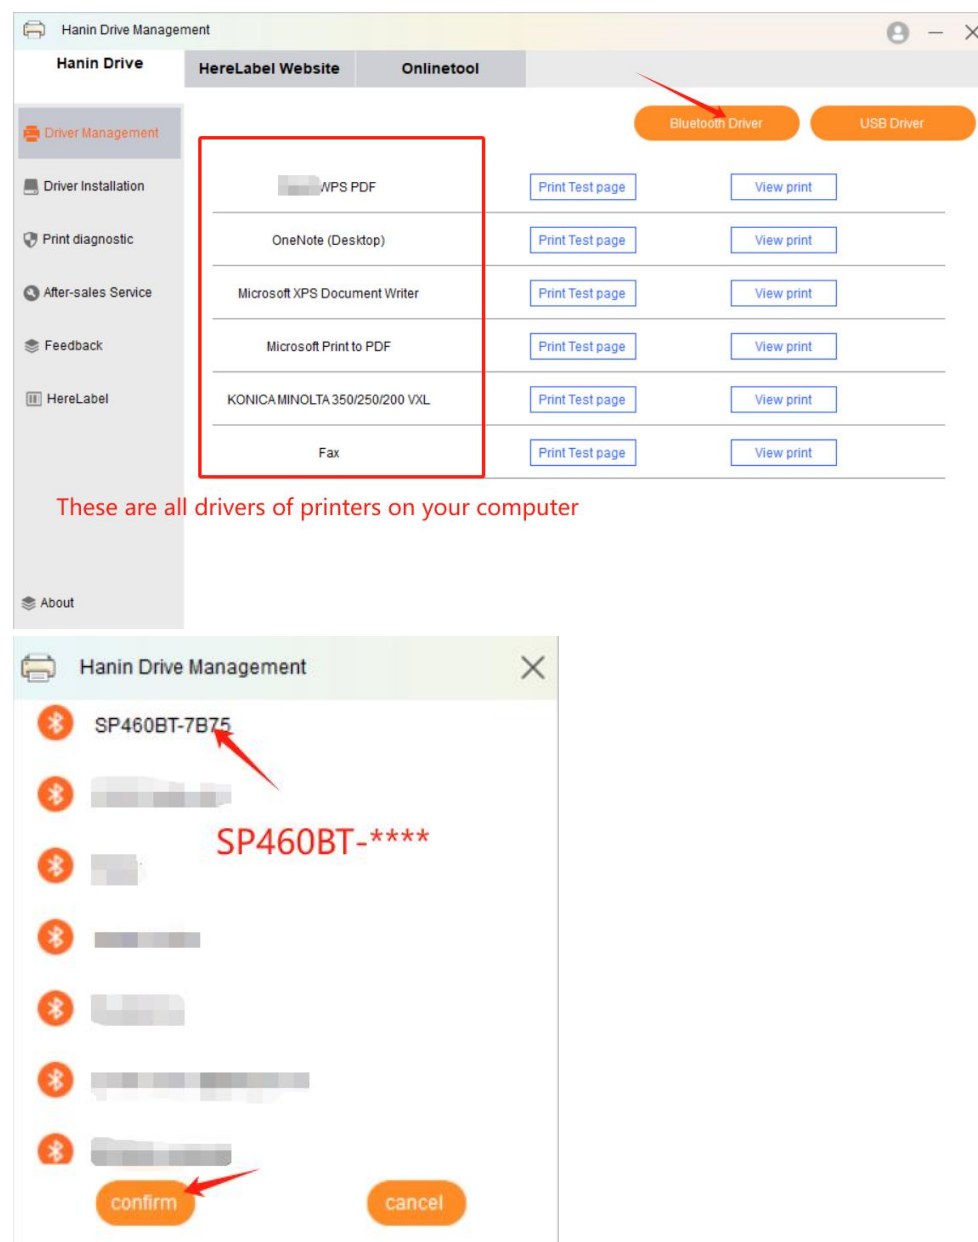 Hanin Drive Management
Hanin Drive
HereLabel Website
Onlinetool
Bluetooth Driver
USB Driver
Driver Management
Driver Installation
Print diagnostic
After-sales Service
Feedback
HereLabel
About
WPS PDF
Print Test page
View print
OneNote (Desktop)
Print Test page
View print
Microsoft XPS Document Writer
Print Test page
View print
Microsoft Print to PDF
Print Test page
View print
KONICA MINOLTA 350/250/200 VXL
Print Test page
View print
Fax
Print Test page
View print
These are all drivers of printers on your computer
Hanin Drive Management
SP460BT-7B75
SP460BT-****
confirm
cancel